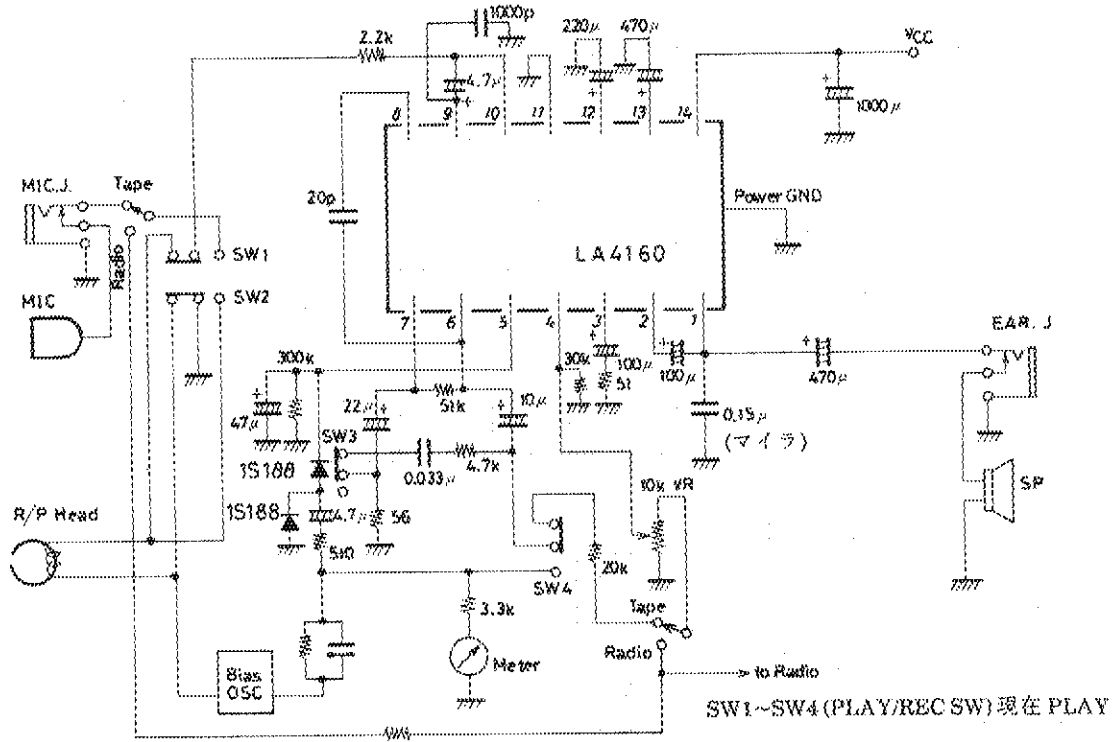 1000p
2.2k
220μ
470μ
VCC
4.7μ
+
8
9
10
11
12
13
14
1000μ
MIC.J.
Tape
20p
Power GND
Radio
SW1
LA4160
SW2
MIC
7
6
5
4
3
2
1
EAR. J
300k
30k
100μ
51
100μ
470μ
47μ
22μ
51k
10μ
0.15μ
(マイラ)
SW3
1S188
0.033μ
4.7k
10k VR
SP
1S188
4.7μ
56
R/P Head
510
20k
SW4
3.3k
Tape
Radio
Meter
to Radio
Bias
OSC
SW1~SW4(PLAY/REC SW)現在 PLAY